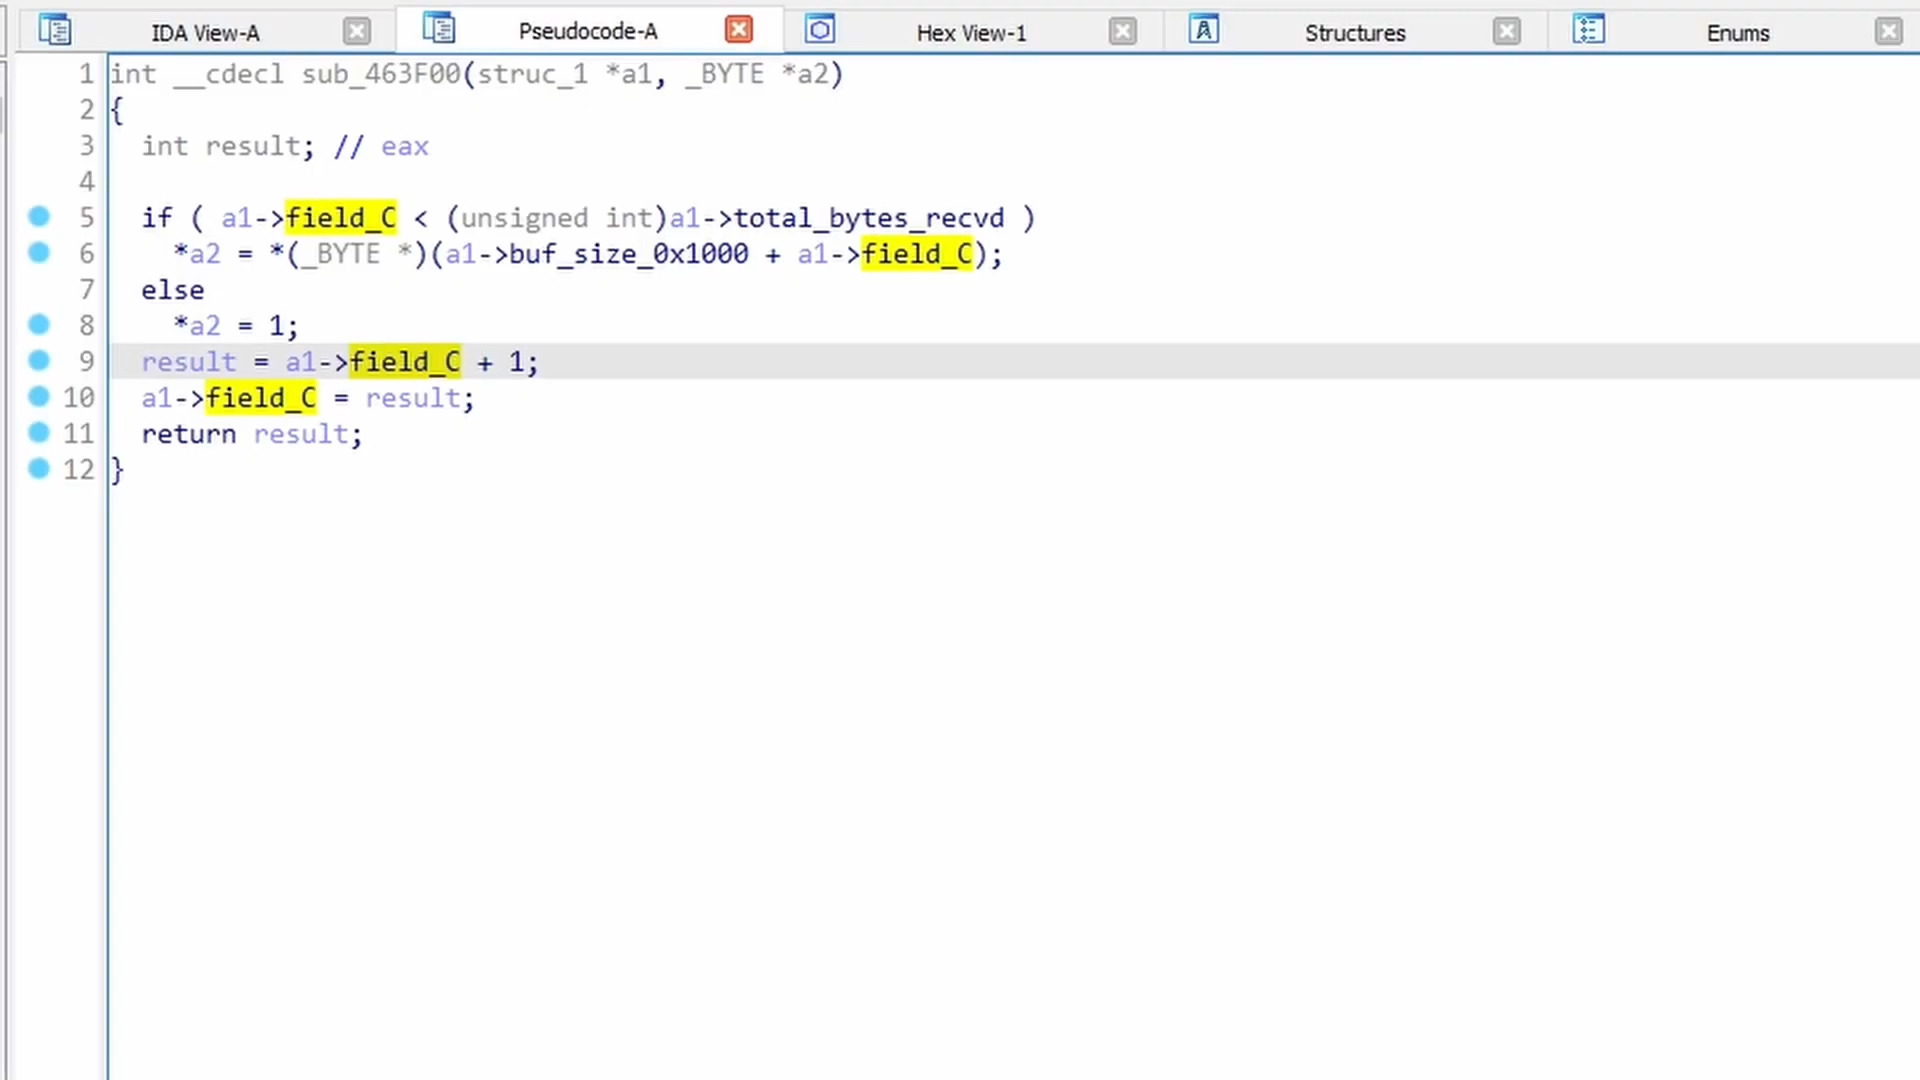 IDA View-A Pseudocode-A Hex View-1 Structures Enums
1 int __cdecl sub_463F00(struc_1 *a1, _BYTE *a2)
2 {
3 int result; // eax
4
5 if ( a1->field_C < (unsigned int)a1->total_bytes_recvd )
6 *a2 = *(_BYTE *)(a1->buf_size_0x1000 + a1->field_C);
7 else
8 *a2 = 1;
9 result = a1->field_C + 1;
10 a1->field_C = result;
11 return result;
12 }